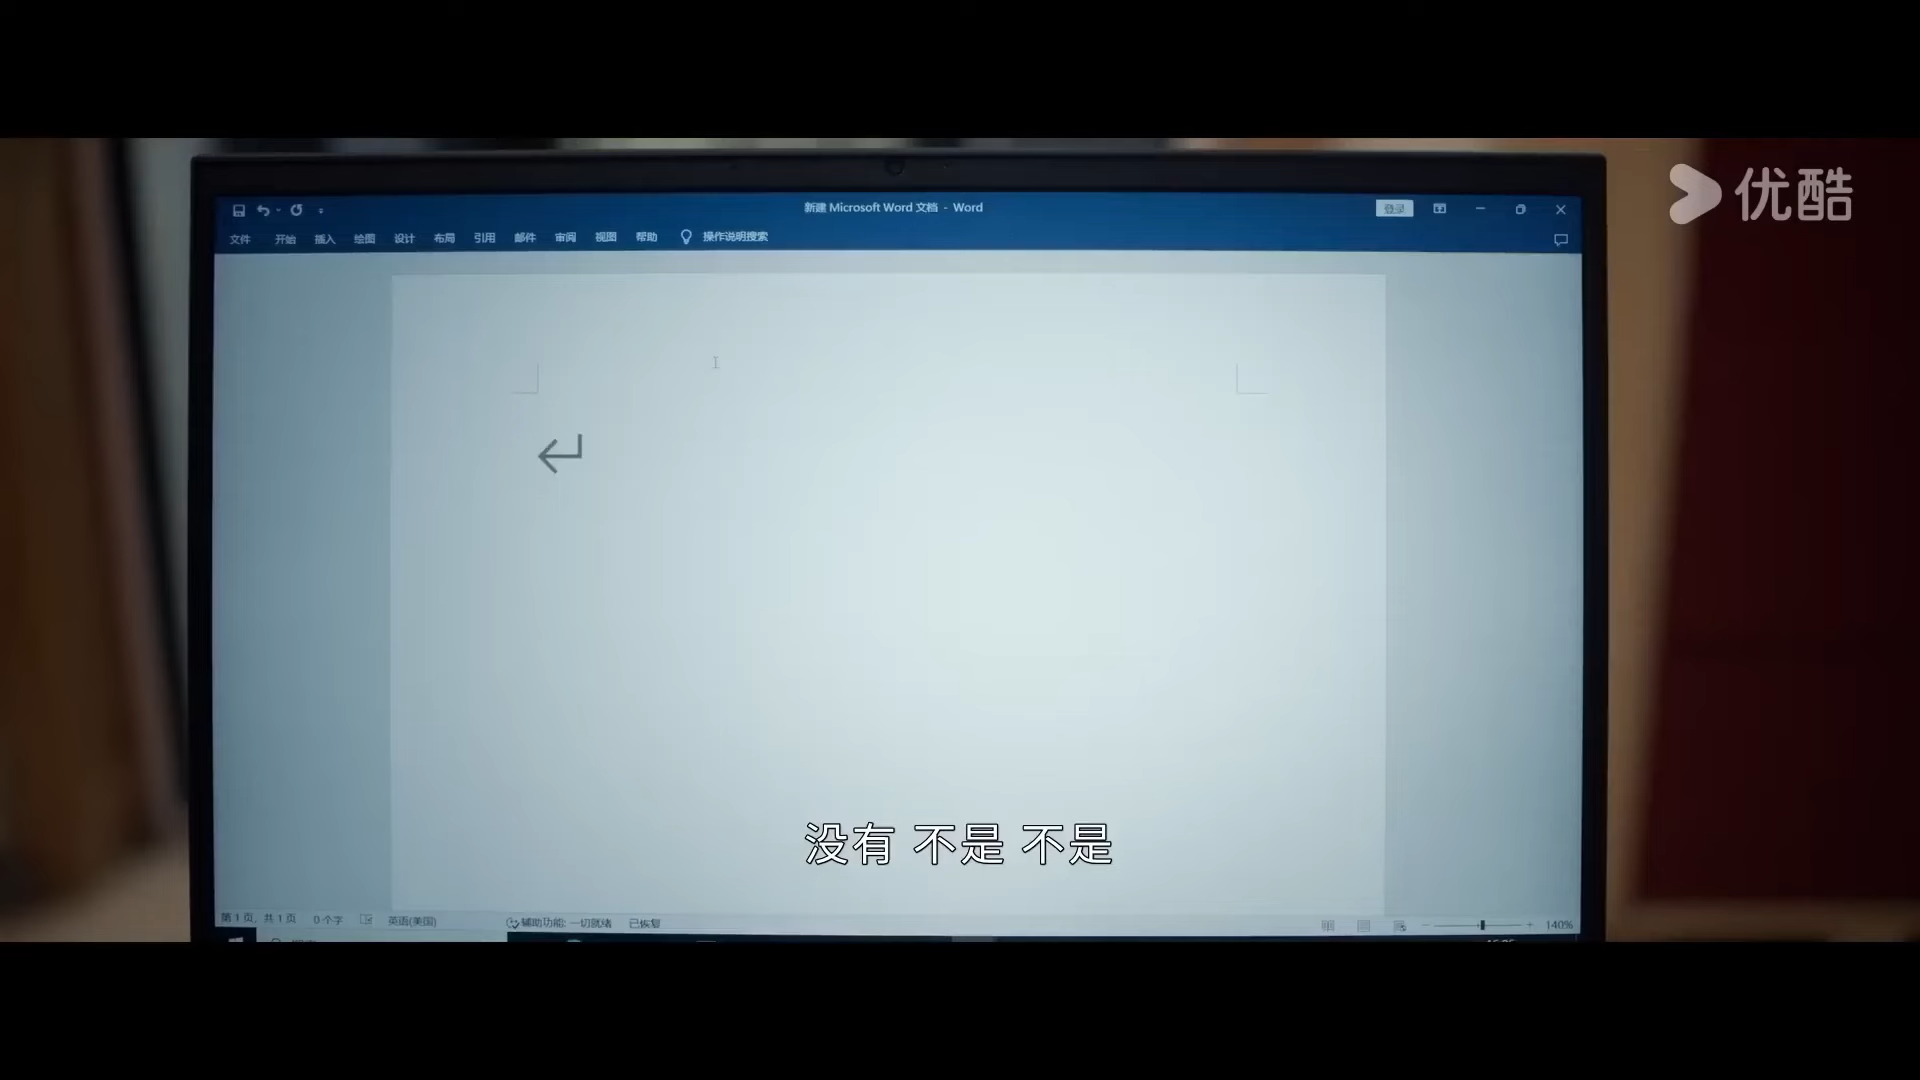 优酷
新建 Microsoft Word 文档 - Word
登录
文件 开始 插入 绘图 设计 布局 引用 邮件 审阅 视图 帮助 操作说明搜索
没有 不是 不是
第1页, 共1页 0个字 英语(美国) 辅助功能: 一切就绪 已恢复 140%